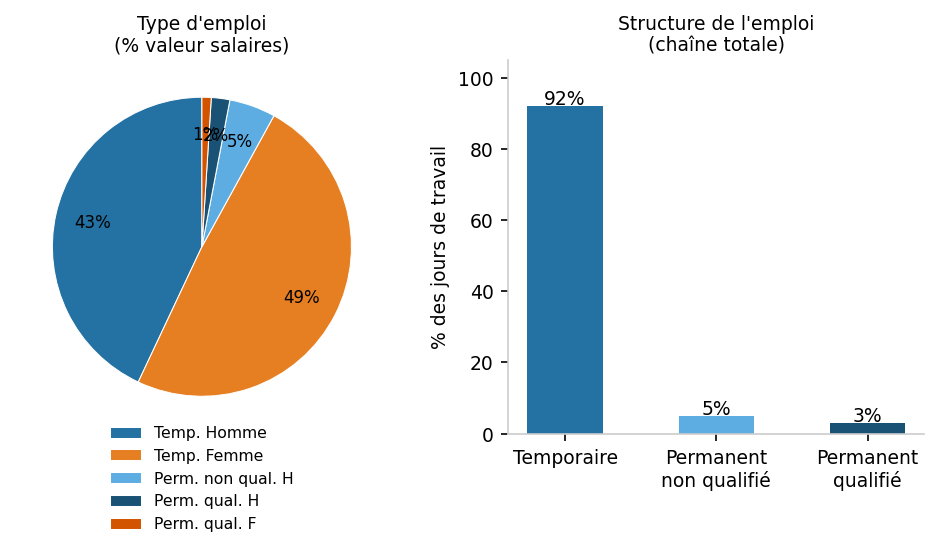 Type d'emploi
(% valeur salaires)
1%
2%
5%
43%
49%
Temp. Homme
Temp. Femme
Perm. non qual. H
Perm. qual. H
Perm. qual. F
Structure de l'emploi
(chaîne totale)
% des jours de travail
100
80
60
40
20
0
92%
5%
3%
Temporaire
Permanent
non qualifié
Permanent
qualifié